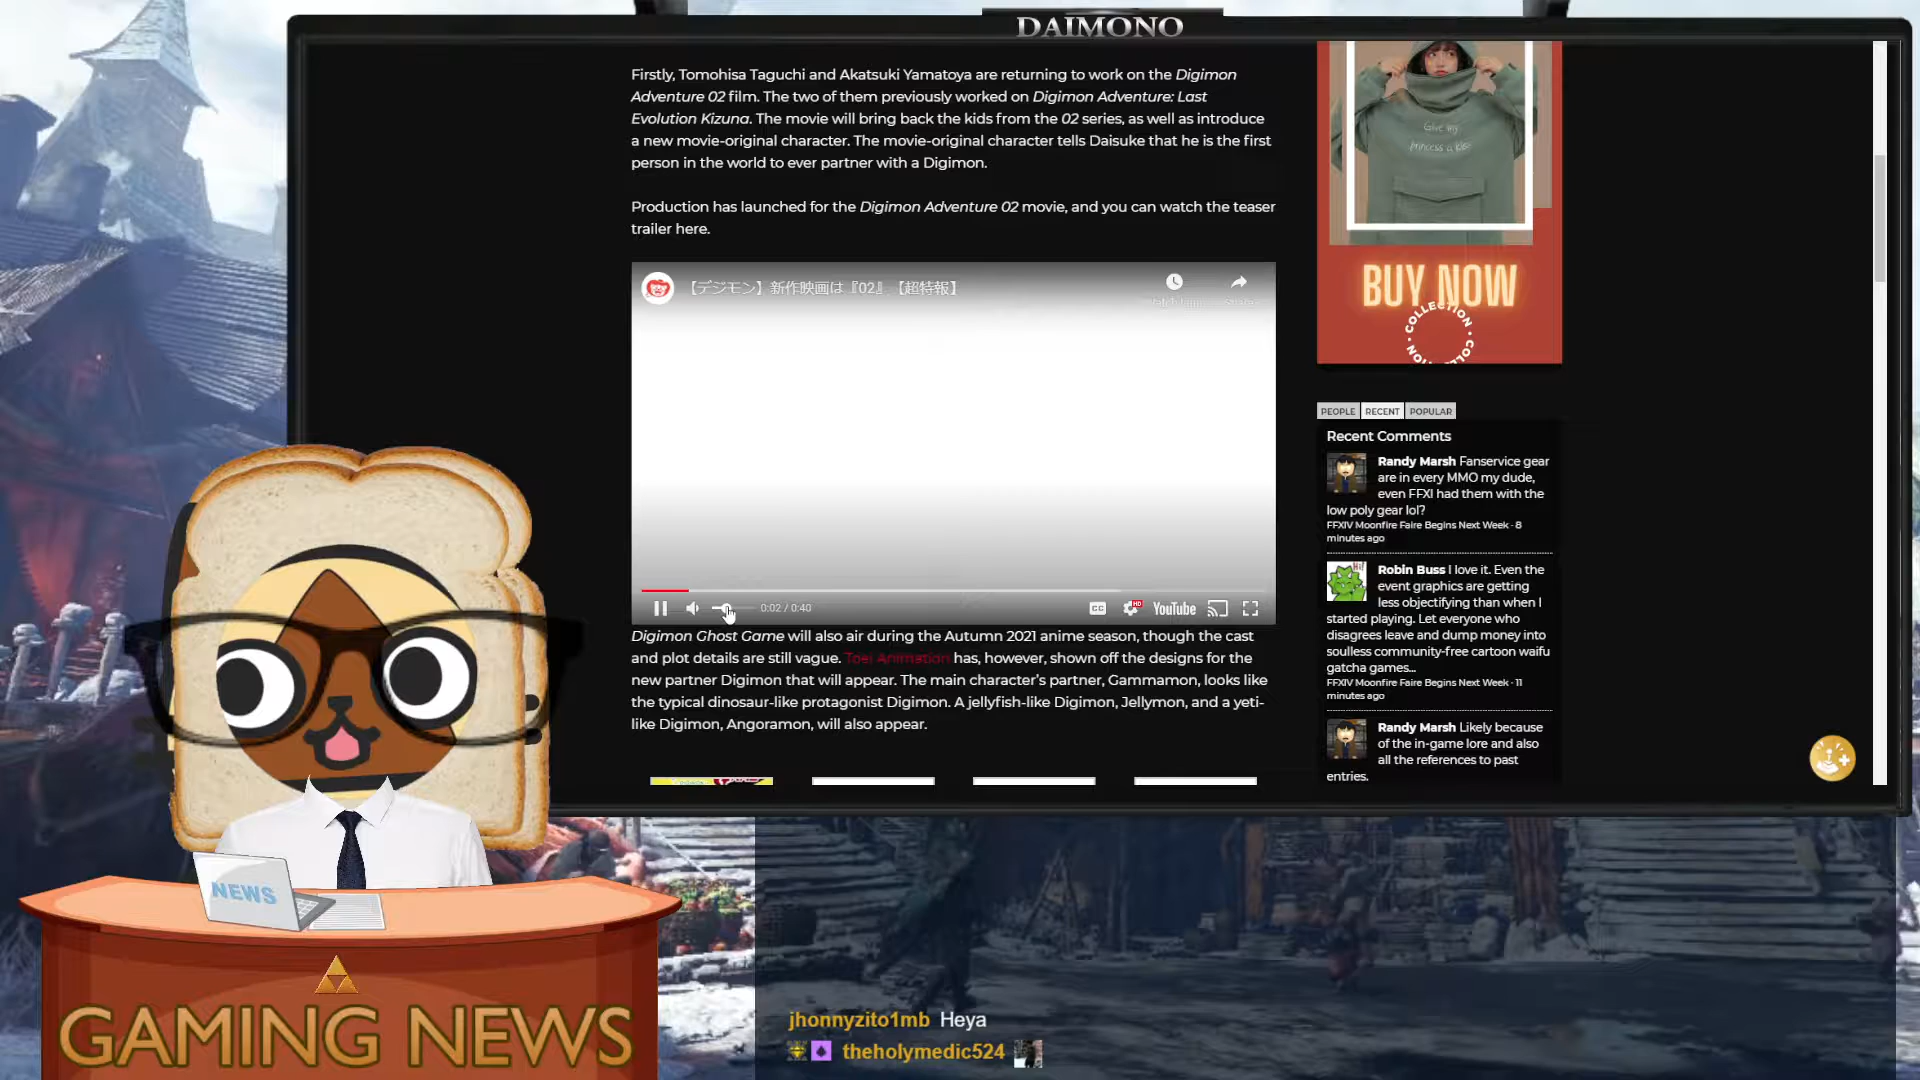 DAIMONO
Firstly, Tomohisa Taguchi and Akatsuki Yamatoya are returning to work on the Digimon
Adventure 02 film. The two of them previously worked on Digimon Adventure: Last
Evolution Kizuna. The movie will bring back the kids from the 02 series, as well as introduce
a new movie-original character. The movie-original character tells Daisuke that he is the first
person in the world to ever partner with a Digimon.
Production has launched for the Digimon Adventure 02 movie, and you can watch the teaser
trailer here.
【デジモン】新作映画は『02』【超特報】
0:02 / 0:40
CC
HD
YouTube
Digimon Ghost Game will also air during the Autumn 2021 anime season, though the cast
and plot details are still vague. Toei Animation has, however, shown off the designs for the
new partner Digimon that will appear. The main character's partner, Gammamon, looks like
the typical dinosaur-like protagonist Digimon. A jellyfish-like Digimon, Jellymon, and a yeti-
like Digimon, Angoramon, will also appear.
Give my
princess a kiss
BUY NOW
COLLECTION
PEOPLE RECENT POPULAR
Recent Comments
Randy Marsh Fanservice gear
are in every MMO my dude,
even FFXI had them with the
low poly gear lol?
FFXIV Moonfire Faire Begins Next Week · 8
minutes ago
Hi!
Robin Buss I love it. Even the
event graphics are getting
less objectifying than when I
started playing. Let everyone who
disagrees leave and dump money into
soulless community-free cartoon waifu
gatcha games...
FFXIV Moonfire Faire Begins Next Week · 11
minutes ago
Randy Marsh Likely because
of the in-game lore and also
all the references to past
entries.
NEWS
GAMING NEWS
jhonnyzito1mb Heya
theholymedic524